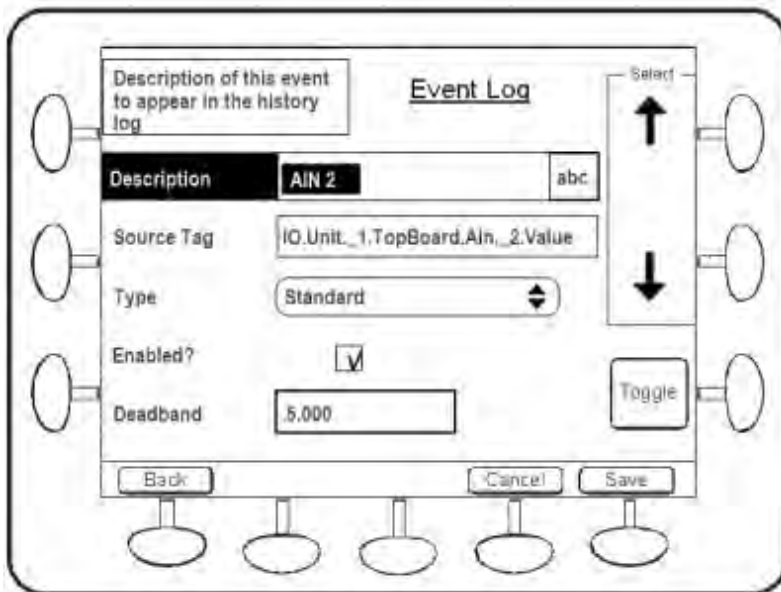 Description of this event
to appear in the history
log
Event Log
Select
Description AIN 2 abc
Source Tag IO.Unit._1.TopBoard.Ain._2.Value
Type Standard
Enabled?
Toggle
Deadband 5.000
Back Cancel Save